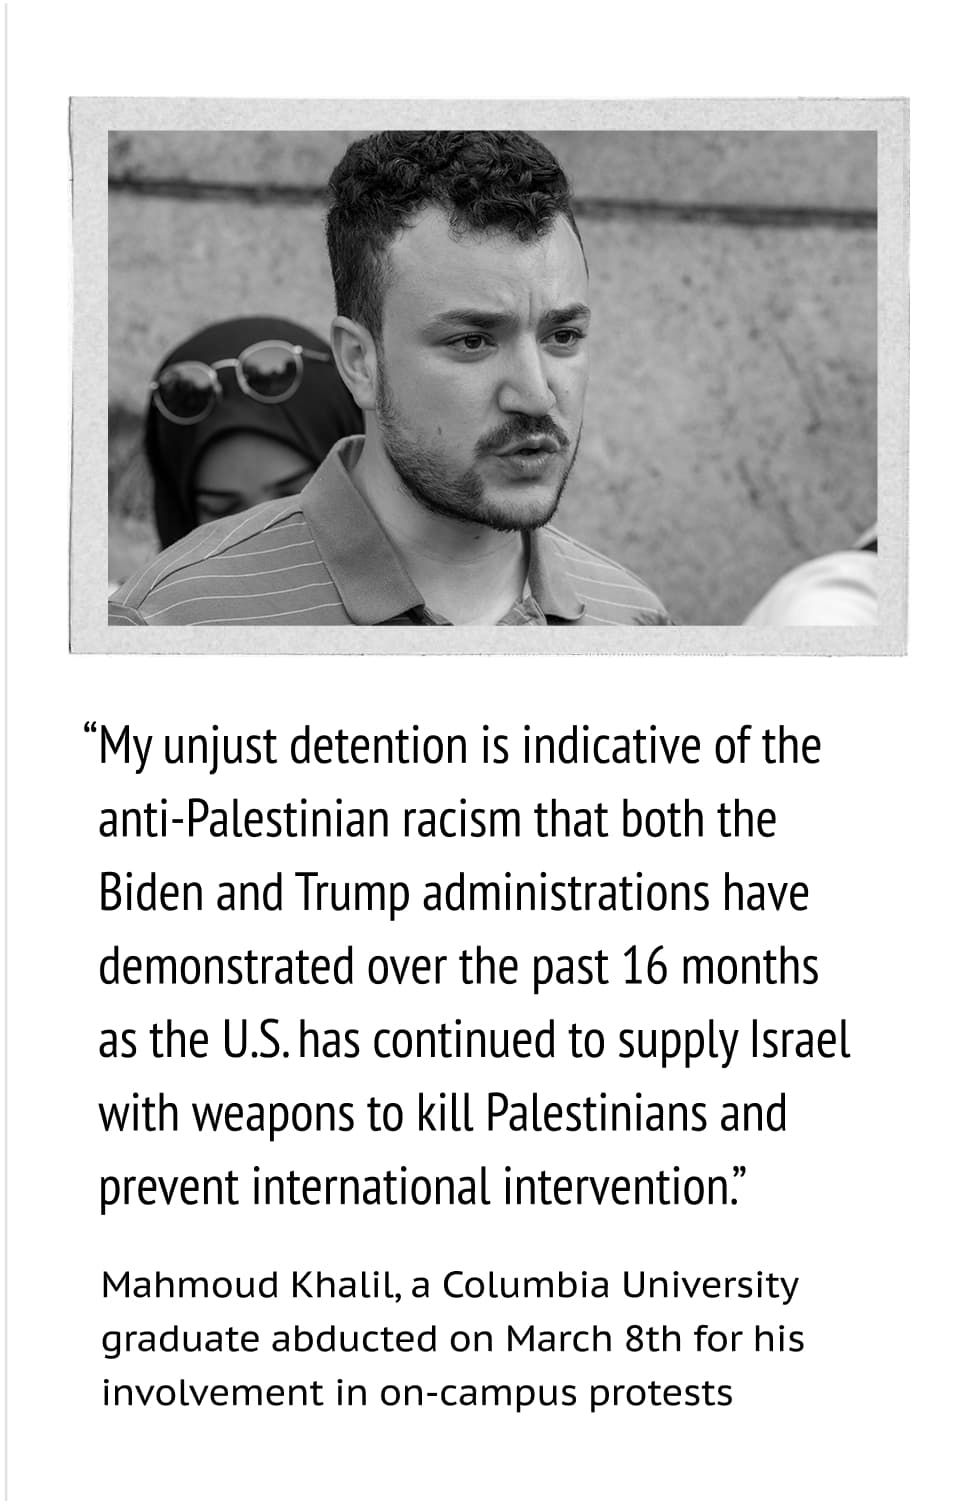 “My unjust detention is indicative of the
anti-Palestinian racism that both the
Biden and Trump administrations have
demonstrated over the past 16 months
as the U.S. has continued to supply Israel
with weapons to kill Palestinians and
prevent international intervention.”
Mahmoud Khalil, a Columbia University
graduate abducted on March 8th for his
involvement in on-campus protests